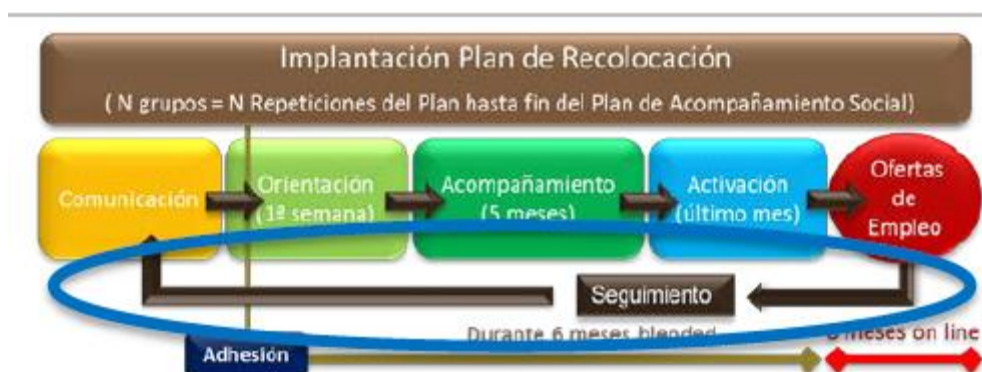 Implantación Plan de Recolocación
( N grupos = N Repeticiones del Plan hasta fin del Plan de Acompañamiento Social)
Comunicación
Orientación
(1ª semana)
Acompañamiento
(5 meses)
Activación
(último mes)
Ofertas
de
Empleo
Seguimiento
Durante 6 meses blended
meses on line
Adhesión